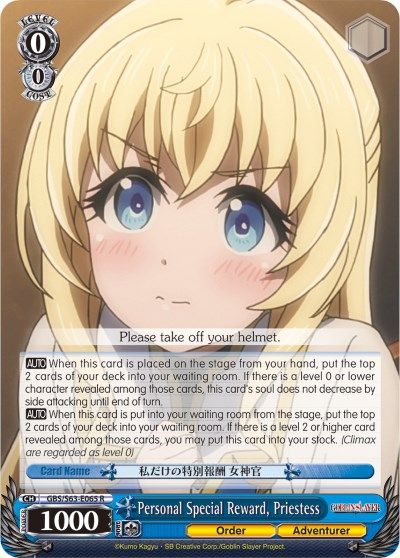 LEVEL
0
0
COST
Please take off your helmet.
AUTO When this card is placed on the stage from your hand, put the top
2 cards of your deck into your waiting room. If there is a level 0 or lower
character revealed among those cards, this card's soul does not decrease by
side attacking until end of turn.
AUTO When this card is put into your waiting room from the stage, put the top
2 cards of your deck into your waiting room. If there is a level 2 or higher card
revealed among those cards, you may put this card into your stock. (Climax
are regarded as level 0)
Card Name 私だけの特別報酬 女神官
CH GBS/S63-E065 R
POWER 1000 SOUL Personal Special Reward, Priestess GOBLIN SLAYER
Order Adventurer
©Kumo Kagyu・SB Creative Corp./Goblin Slayer Project.